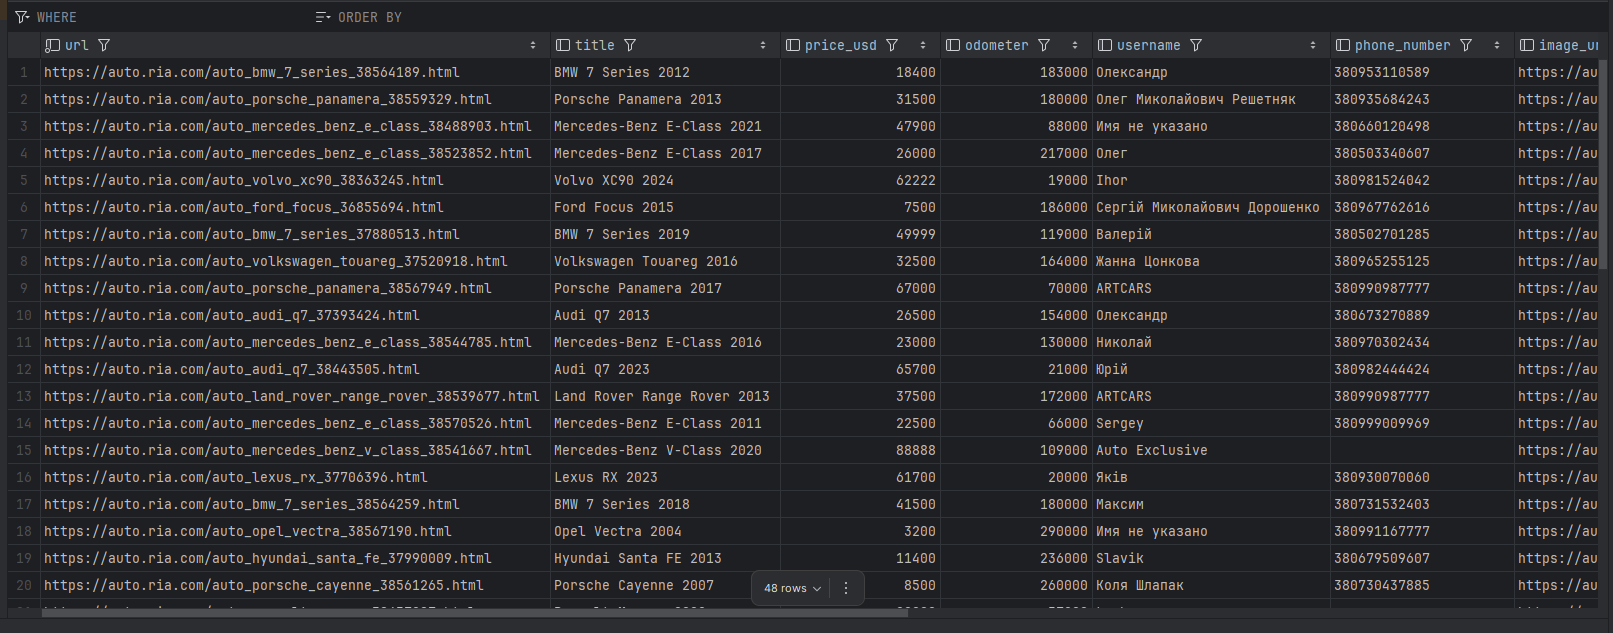 WHERE ORDER BY
url title price_usd odometer username phone_number image_u
1 https://auto.ria.com/auto_bmw_7_series_38564189.html BMW 7 Series 2012 18400 183000 Олександр 380953110589 https://au
2 https://auto.ria.com/auto_porsche_panamera_38559329.html Porsche Panamera 2013 31500 180000 Олег Миколайович Решетняк 380935684243 https://au
3 https://auto.ria.com/auto_mercedes_benz_e_class_38488903.html Mercedes-Benz E-Class 2021 47900 88000 Имя не указано 380660120498 https://au
4 https://auto.ria.com/auto_mercedes_benz_e_class_38523852.html Mercedes-Benz E-Class 2017 26000 217000 Олег 380503340607 https://au
5 https://auto.ria.com/auto_volvo_xc90_38363245.html Volvo XC90 2024 62222 19000 Ihor 380981524042 https://au
6 https://auto.ria.com/auto_ford_focus_36855694.html Ford Focus 2015 7500 186000 Сергій Миколайович Дорошенко 380967762616 https://au
7 https://auto.ria.com/auto_bmw_7_series_37880513.html BMW 7 Series 2019 49999 119000 Валерій 380502701285 https://au
8 https://auto.ria.com/auto_volkswagen_touareg_37520918.html Volkswagen Touareg 2016 32500 164000 Жанна Цонкова 380965255125 https://au
9 https://auto.ria.com/auto_porsche_panamera_38567949.html Porsche Panamera 2017 67000 70000 ARTCARS 380990987777 https://au
10 https://auto.ria.com/auto_audi_q7_37393424.html Audi Q7 2013 26500 154000 Олександр 380673270889 https://au
11 https://auto.ria.com/auto_mercedes_benz_e_class_38544785.html Mercedes-Benz E-Class 2016 23000 130000 Николай 380970302434 https://au
12 https://auto.ria.com/auto_audi_q7_38443505.html Audi Q7 2023 65700 21000 Юрій 380982444424 https://au
13 https://auto.ria.com/auto_land_rover_range_rover_38539677.html Land Rover Range Rover 2013 37500 172000 ARTCARS 380990987777 https://au
14 https://auto.ria.com/auto_mercedes_benz_e_class_38570526.html Mercedes-Benz E-Class 2011 22500 66000 Sergey 380999009969 https://au
15 https://auto.ria.com/auto_mercedes_benz_v_class_38541667.html Mercedes-Benz V-Class 2020 88888 109000 Auto Exclusive https://au
16 https://auto.ria.com/auto_lexus_rx_37706396.html Lexus RX 2023 61700 20000 Яків 380930070060 https://au
17 https://auto.ria.com/auto_bmw_7_series_38564259.html BMW 7 Series 2018 41500 180000 Максим 380731532403 https://au
18 https://auto.ria.com/auto_opel_vectra_38567190.html Opel Vectra 2004 3200 290000 Имя не указано 380991167777 https://au
19 https://auto.ria.com/auto_hyundai_santa_fe_37990009.html Hyundai Santa FE 2013 11400 236000 Slavik 380679509607 https://au
20 https://auto.ria.com/auto_porsche_cayenne_38561265.html Porsche Cayenne 2007 8500 260000 Коля Шлапак 380730437885 https://au
48 rows